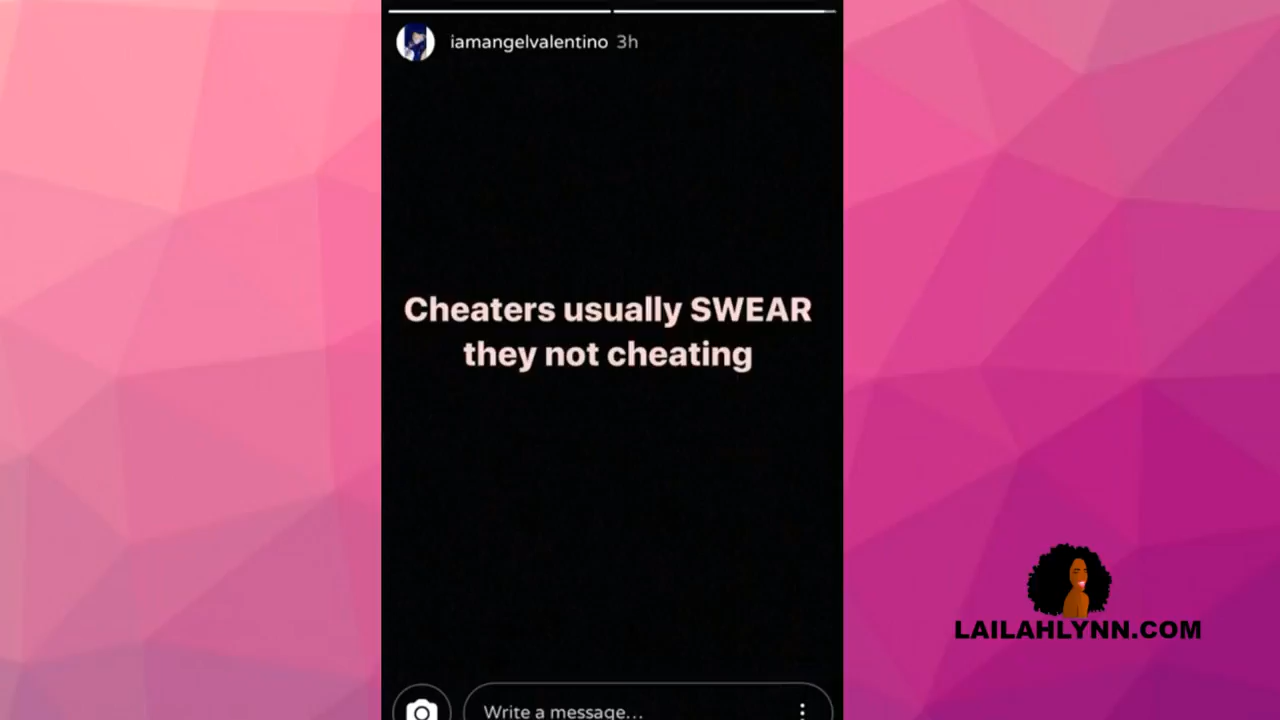 iamangelvalentino 3h
Cheaters usually SWEAR
they not cheating
LAILAHLYNN.COM
Write a message...